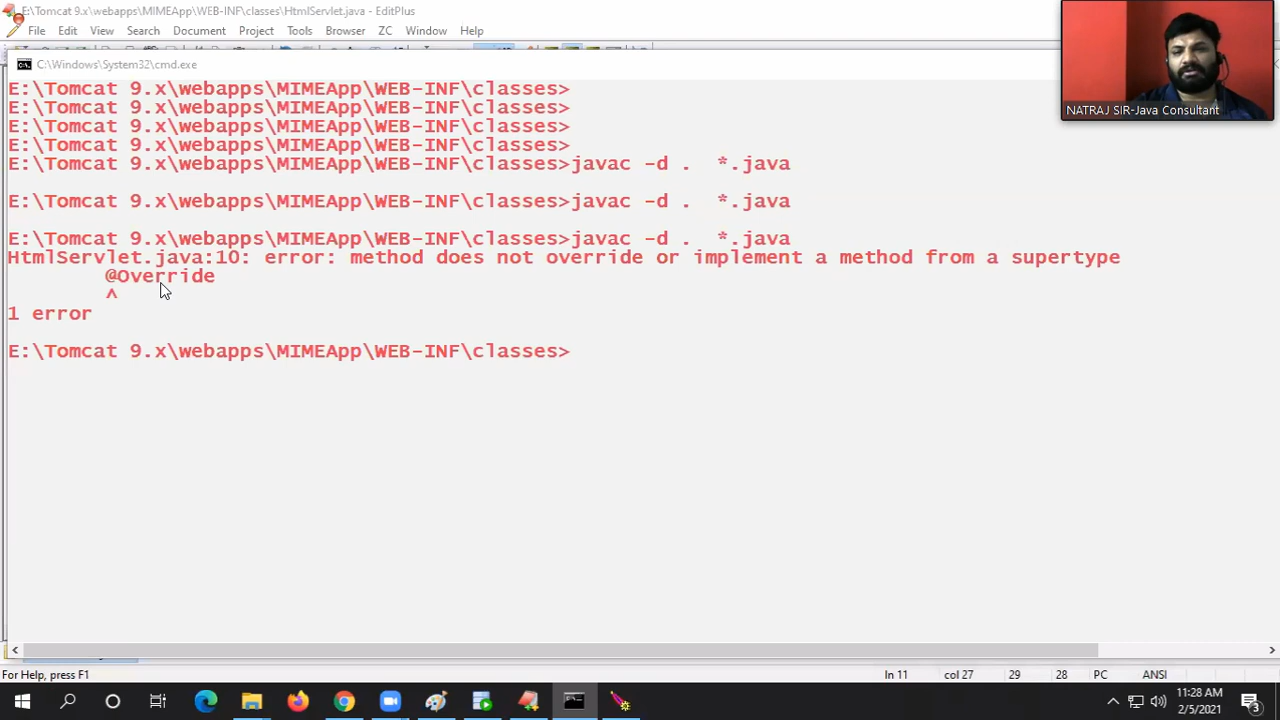 E:\Tomcat 9.x\webapps\MIMEApp\WEB-INF\classes\HtmlServlet.java - EditPlus
File Edit View Search Document Project Tools Browser ZC Window Help
C:\Windows\System32\cmd.exe
E:\Tomcat 9.x\webapps\MIMEApp\WEB-INF\classes>
E:\Tomcat 9.x\webapps\MIMEApp\WEB-INF\classes>
E:\Tomcat 9.x\webapps\MIMEApp\WEB-INF\classes>
E:\Tomcat 9.x\webapps\MIMEApp\WEB-INF\classes>
E:\Tomcat 9.x\webapps\MIMEApp\WEB-INF\classes>javac -d . *.java
E:\Tomcat 9.x\webapps\MIMEApp\WEB-INF\classes>javac -d . *.java
E:\Tomcat 9.x\webapps\MIMEApp\WEB-INF\classes>javac -d . *.java
HtmlServlet.java:10: error: method does not override or implement a method from a supertype
@Override
^
1 error
E:\Tomcat 9.x\webapps\MIMEApp\WEB-INF\classes>
NATRAJ SIR-Java Consultant
For Help, press F1
ln 11 col 27 29 28 PC ANSI
11:28 AM
2/5/2021
3